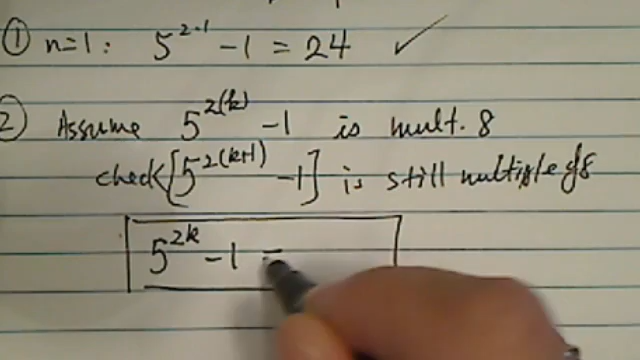 ① n=1: 5^{2·1} - 1 = 24 ✓
② Assume 5^{2(k)} - 1 is mult. 8
check [5^{2(k+1)} - 1] is still multiple of 8
5^{2k} - 1 =